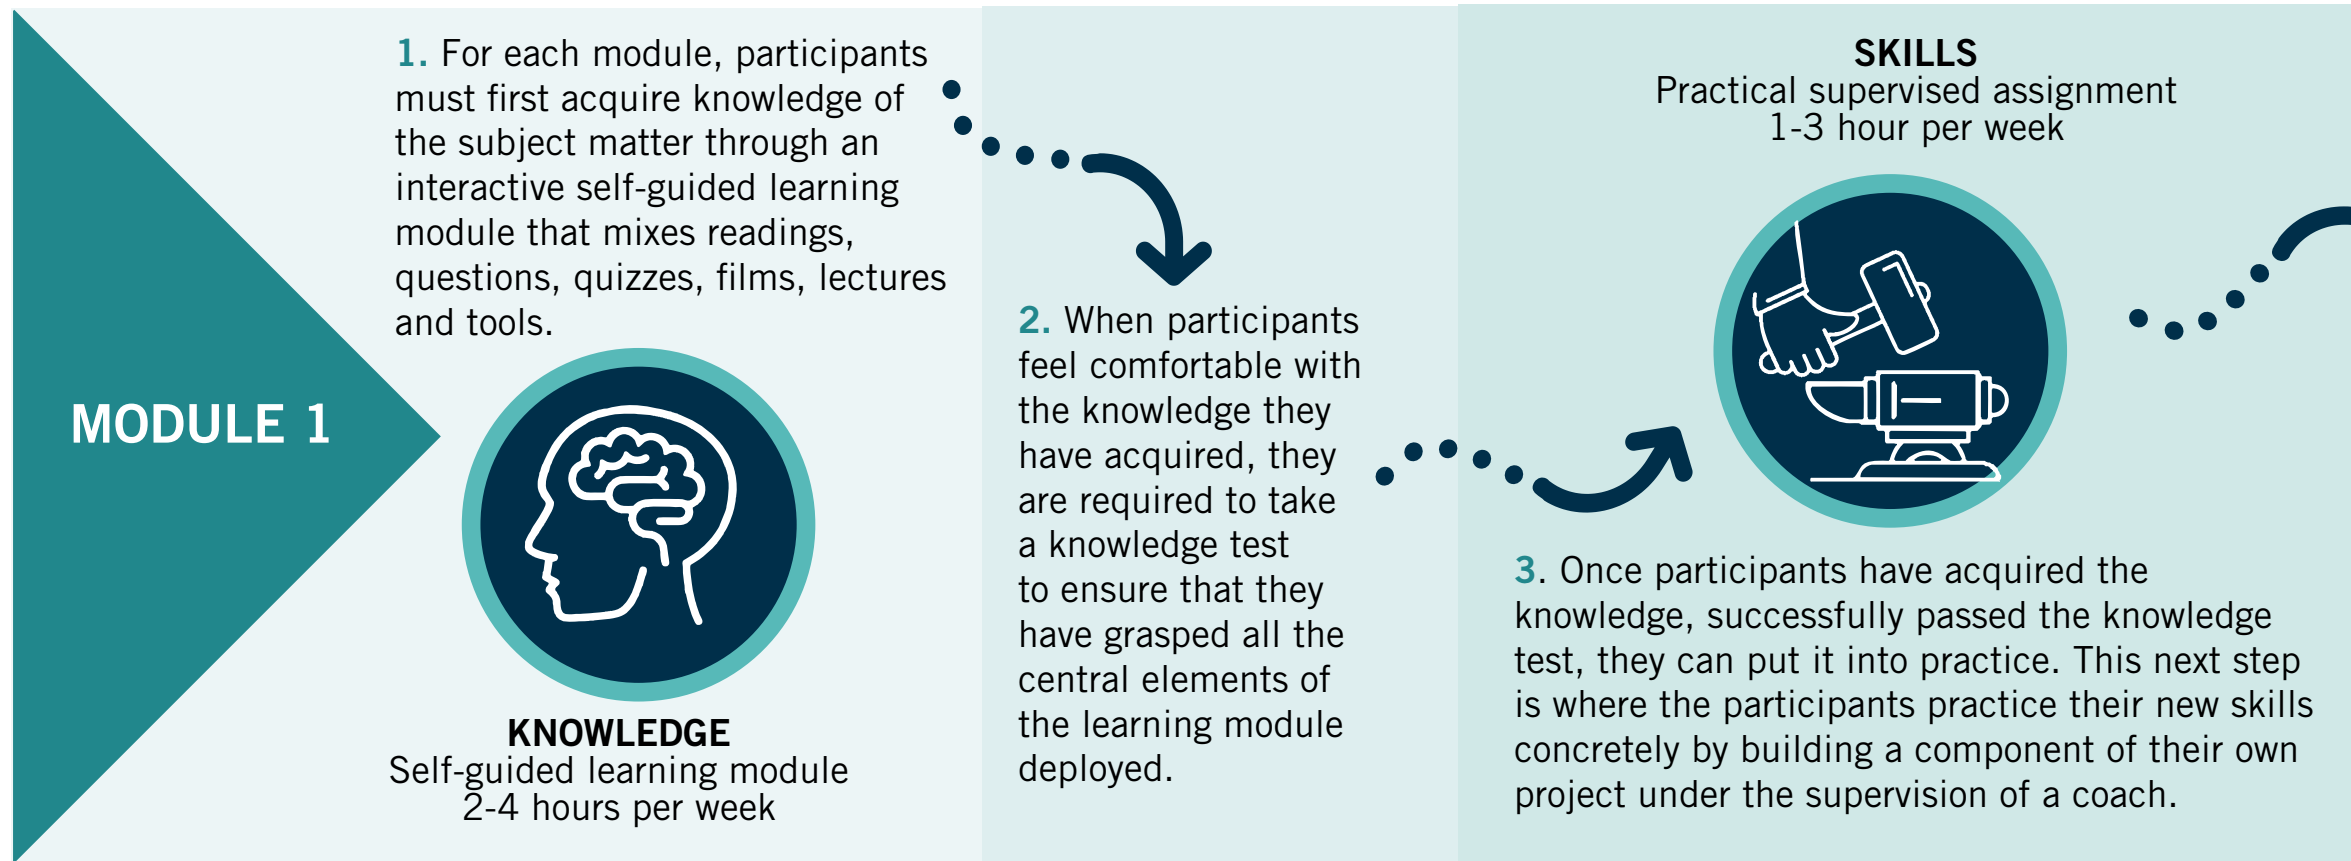 MODULE 1
1. For each module, participants
must first acquire knowledge of
the subject matter through an
interactive self-guided learning
module that mixes readings,
questions, quizzes, films, lectures
and tools.
KNOWLEDGE
Self-guided learning module
2-4 hours per week
2. When participants
feel comfortable with
the knowledge they
have acquired, they
are required to take
a knowledge test
to ensure that they
have grasped all the
central elements of
the learning module
deployed.
SKILLS
Practical supervised assignment
1-3 hour per week
3. Once participants have acquired the
knowledge, successfully passed the knowledge
test, they can put it into practice. This next step
is where the participants practice their new skills
concretely by building a component of their own
project under the supervision of a coach.